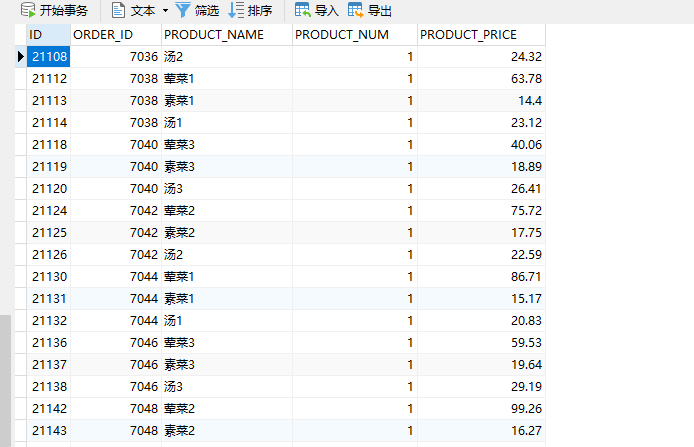 开始事务 文本 筛选 排序 导入 导出
ID ORDER_ID PRODUCT_NAME PRODUCT_NUM PRODUCT_PRICE
21108 7036 汤2 1 24.32
21112 7038 荤菜1 1 63.78
21113 7038 素菜1 1 14.4
21114 7038 汤1 1 23.12
21118 7040 荤菜3 1 40.06
21119 7040 素菜3 1 18.89
21120 7040 汤3 1 26.41
21124 7042 荤菜2 1 75.72
21125 7042 素菜2 1 17.75
21126 7042 汤2 1 22.59
21130 7044 荤菜1 1 86.71
21131 7044 素菜1 1 15.17
21132 7044 汤1 1 20.83
21136 7046 荤菜3 1 59.53
21137 7046 素菜3 1 19.64
21138 7046 汤3 1 29.19
21142 7048 荤菜2 1 99.26
21143 7048 素菜2 1 16.27